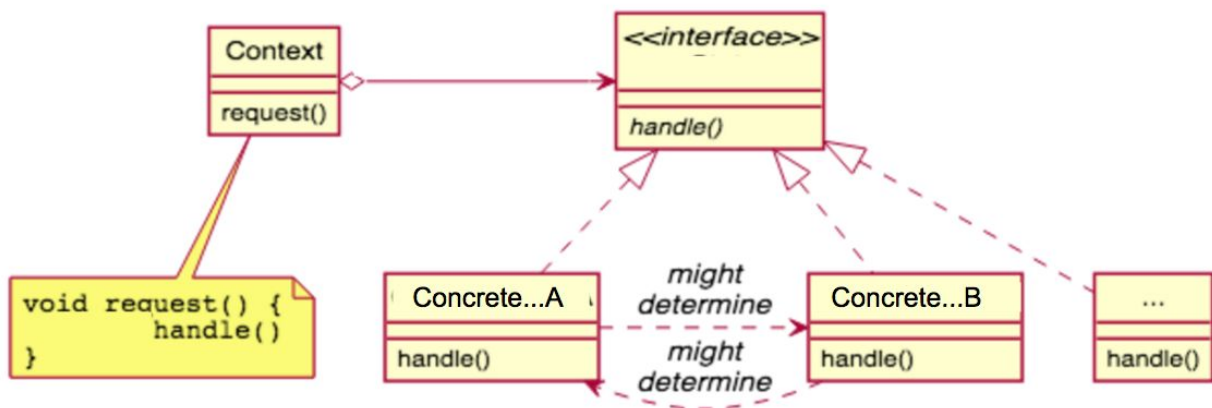 Context
request()
<<interface>>
handle()
void request() {
handle()
}
Concrete...A
handle()
might
determine
might
determine
Concrete...B
handle()
...
handle()